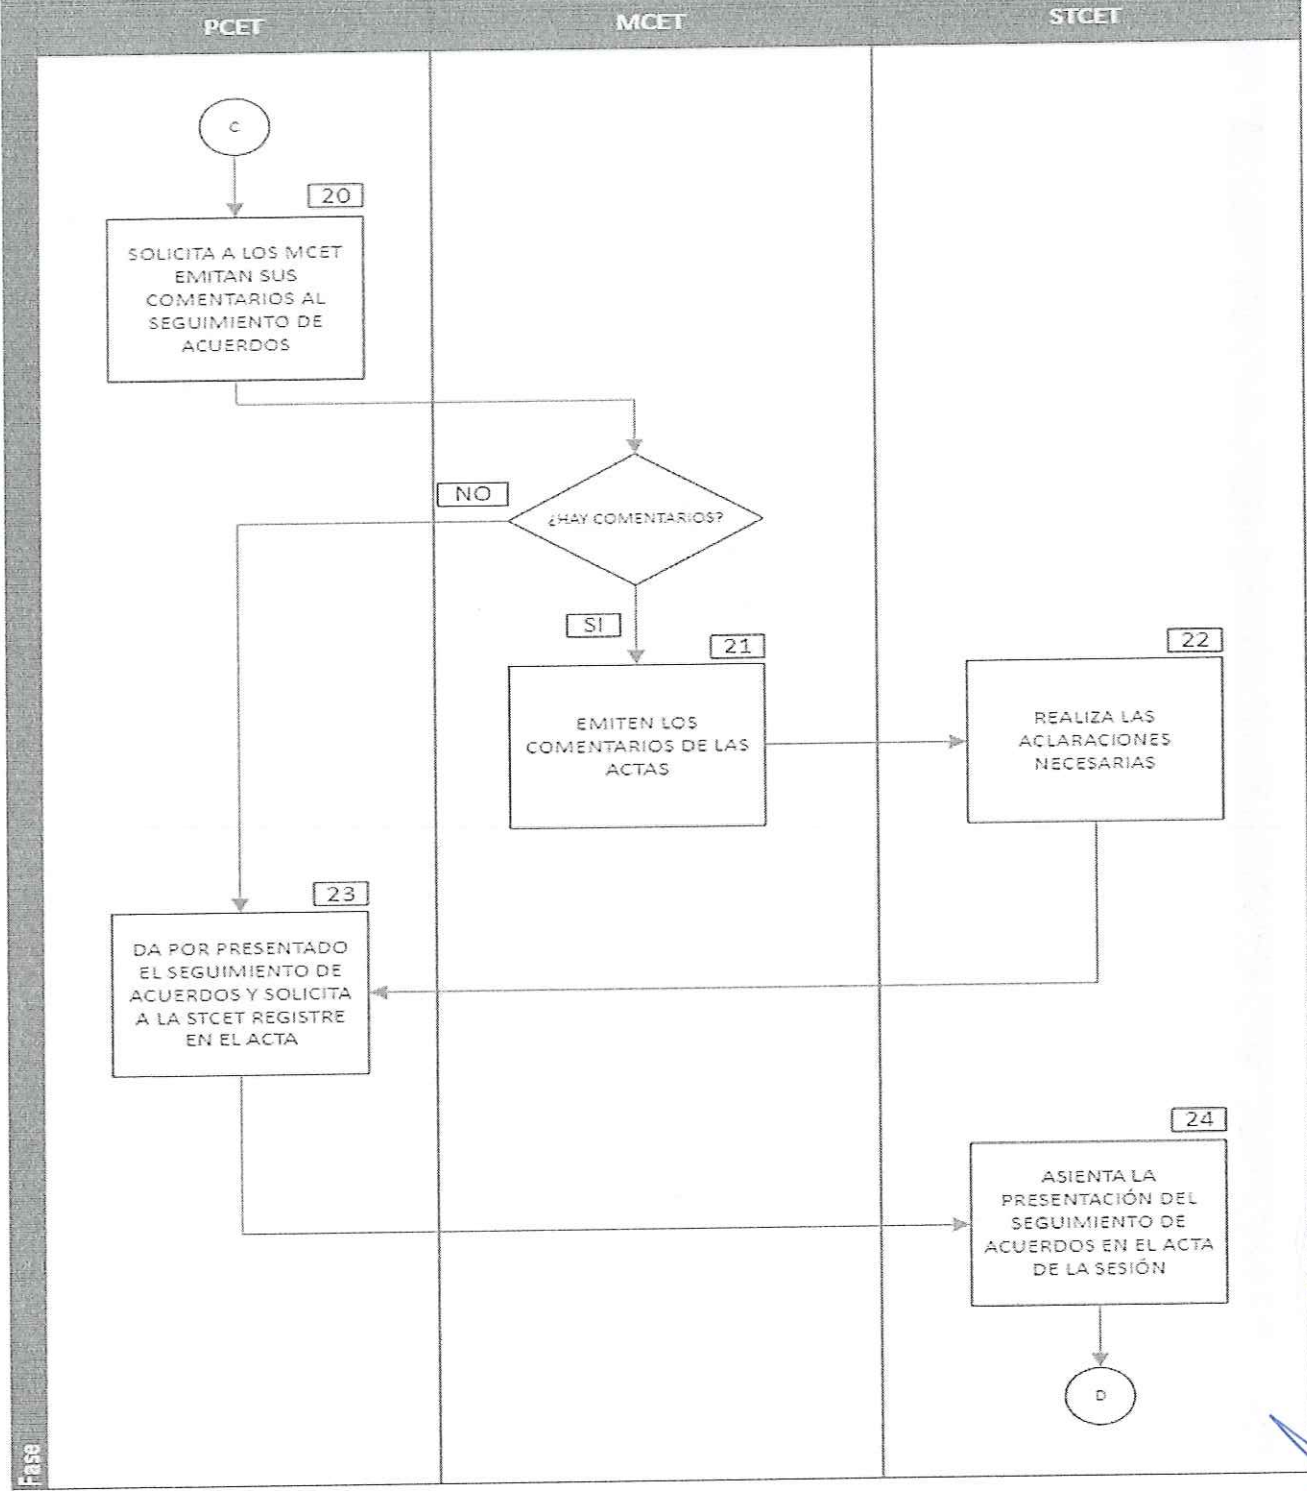 PCET
MCET
STCET
C
20
SOLICITA A LOS MCET
EMITAN SUS
COMENTARIOS AL
SEGUIMIENTO DE
ACUERDOS
¿HAY COMENTARIOS?
NO
SI
21
EMITEN LOS
COMENTARIOS DE LAS
ACTAS
22
REALIZA LAS
ACLARACIONES
NECESARIAS
23
DA POR PRESENTADO
EL SEGUIMIENTO DE
ACUERDOS Y SOLICITA
A LA STCET REGISTRE
EN EL ACTA
24
ASIENTA LA
PRESENTACIÓN DEL
SEGUIMIENTO DE
ACUERDOS EN EL ACTA
DE LA SESIÓN
D
Fase